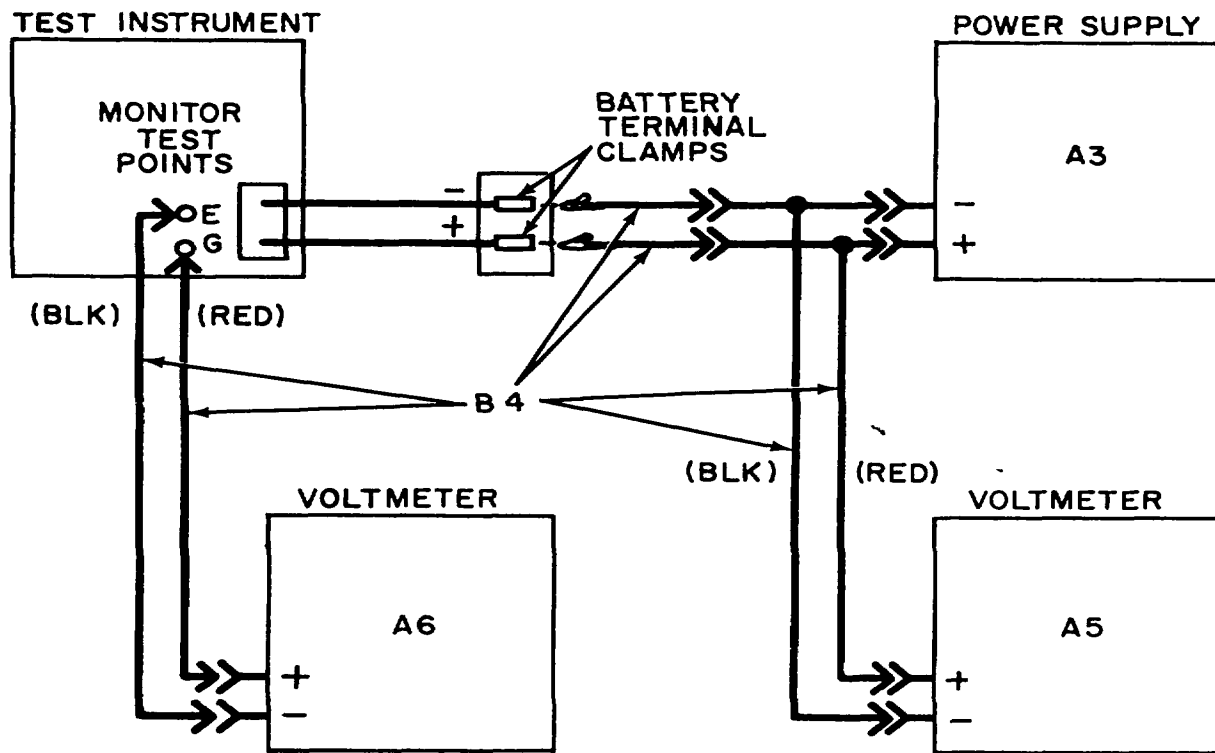 TEST INSTRUMENT
POWER SUPPLY
MONITOR
TEST
POINTS
BATTERY
TERMINAL
CLAMPS
A3
E
G
-
+
-
+
(BLK)
(RED)
B4
(BLK)
(RED)
VOLTMETER
VOLTMETER
A6
A5
+
-
+
-